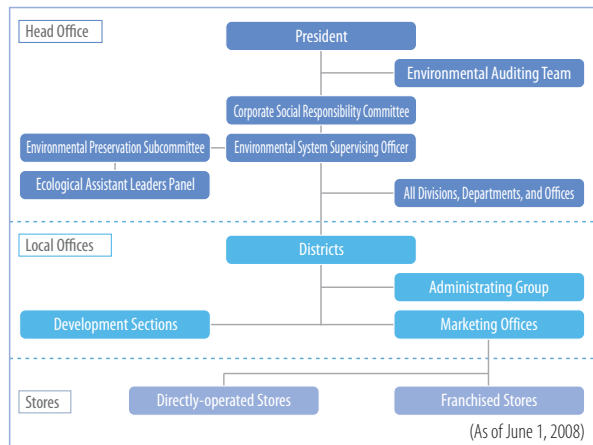 Head Office
President
Environmental Auditing Team
Corporate Social Responsibility Committee
Environmental Preservation Subcommittee
Environmental System Supervising Officer
Ecological Assistant Leaders Panel
All Divisions, Departments, and Offices
Local Offices
Districts
Administrating Group
Development Sections
Marketing Offices
Stores
Directly-operated Stores
Franchised Stores
(As of June 1, 2008)